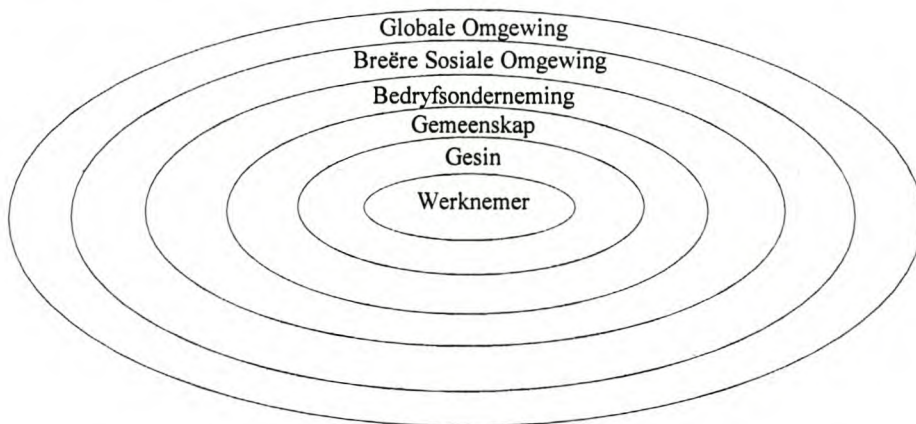 Globale Omgewing
Breëre Sosiale Omgewing
Bedryfsonderneming
Gemeenskap
Gesin
Werknemer